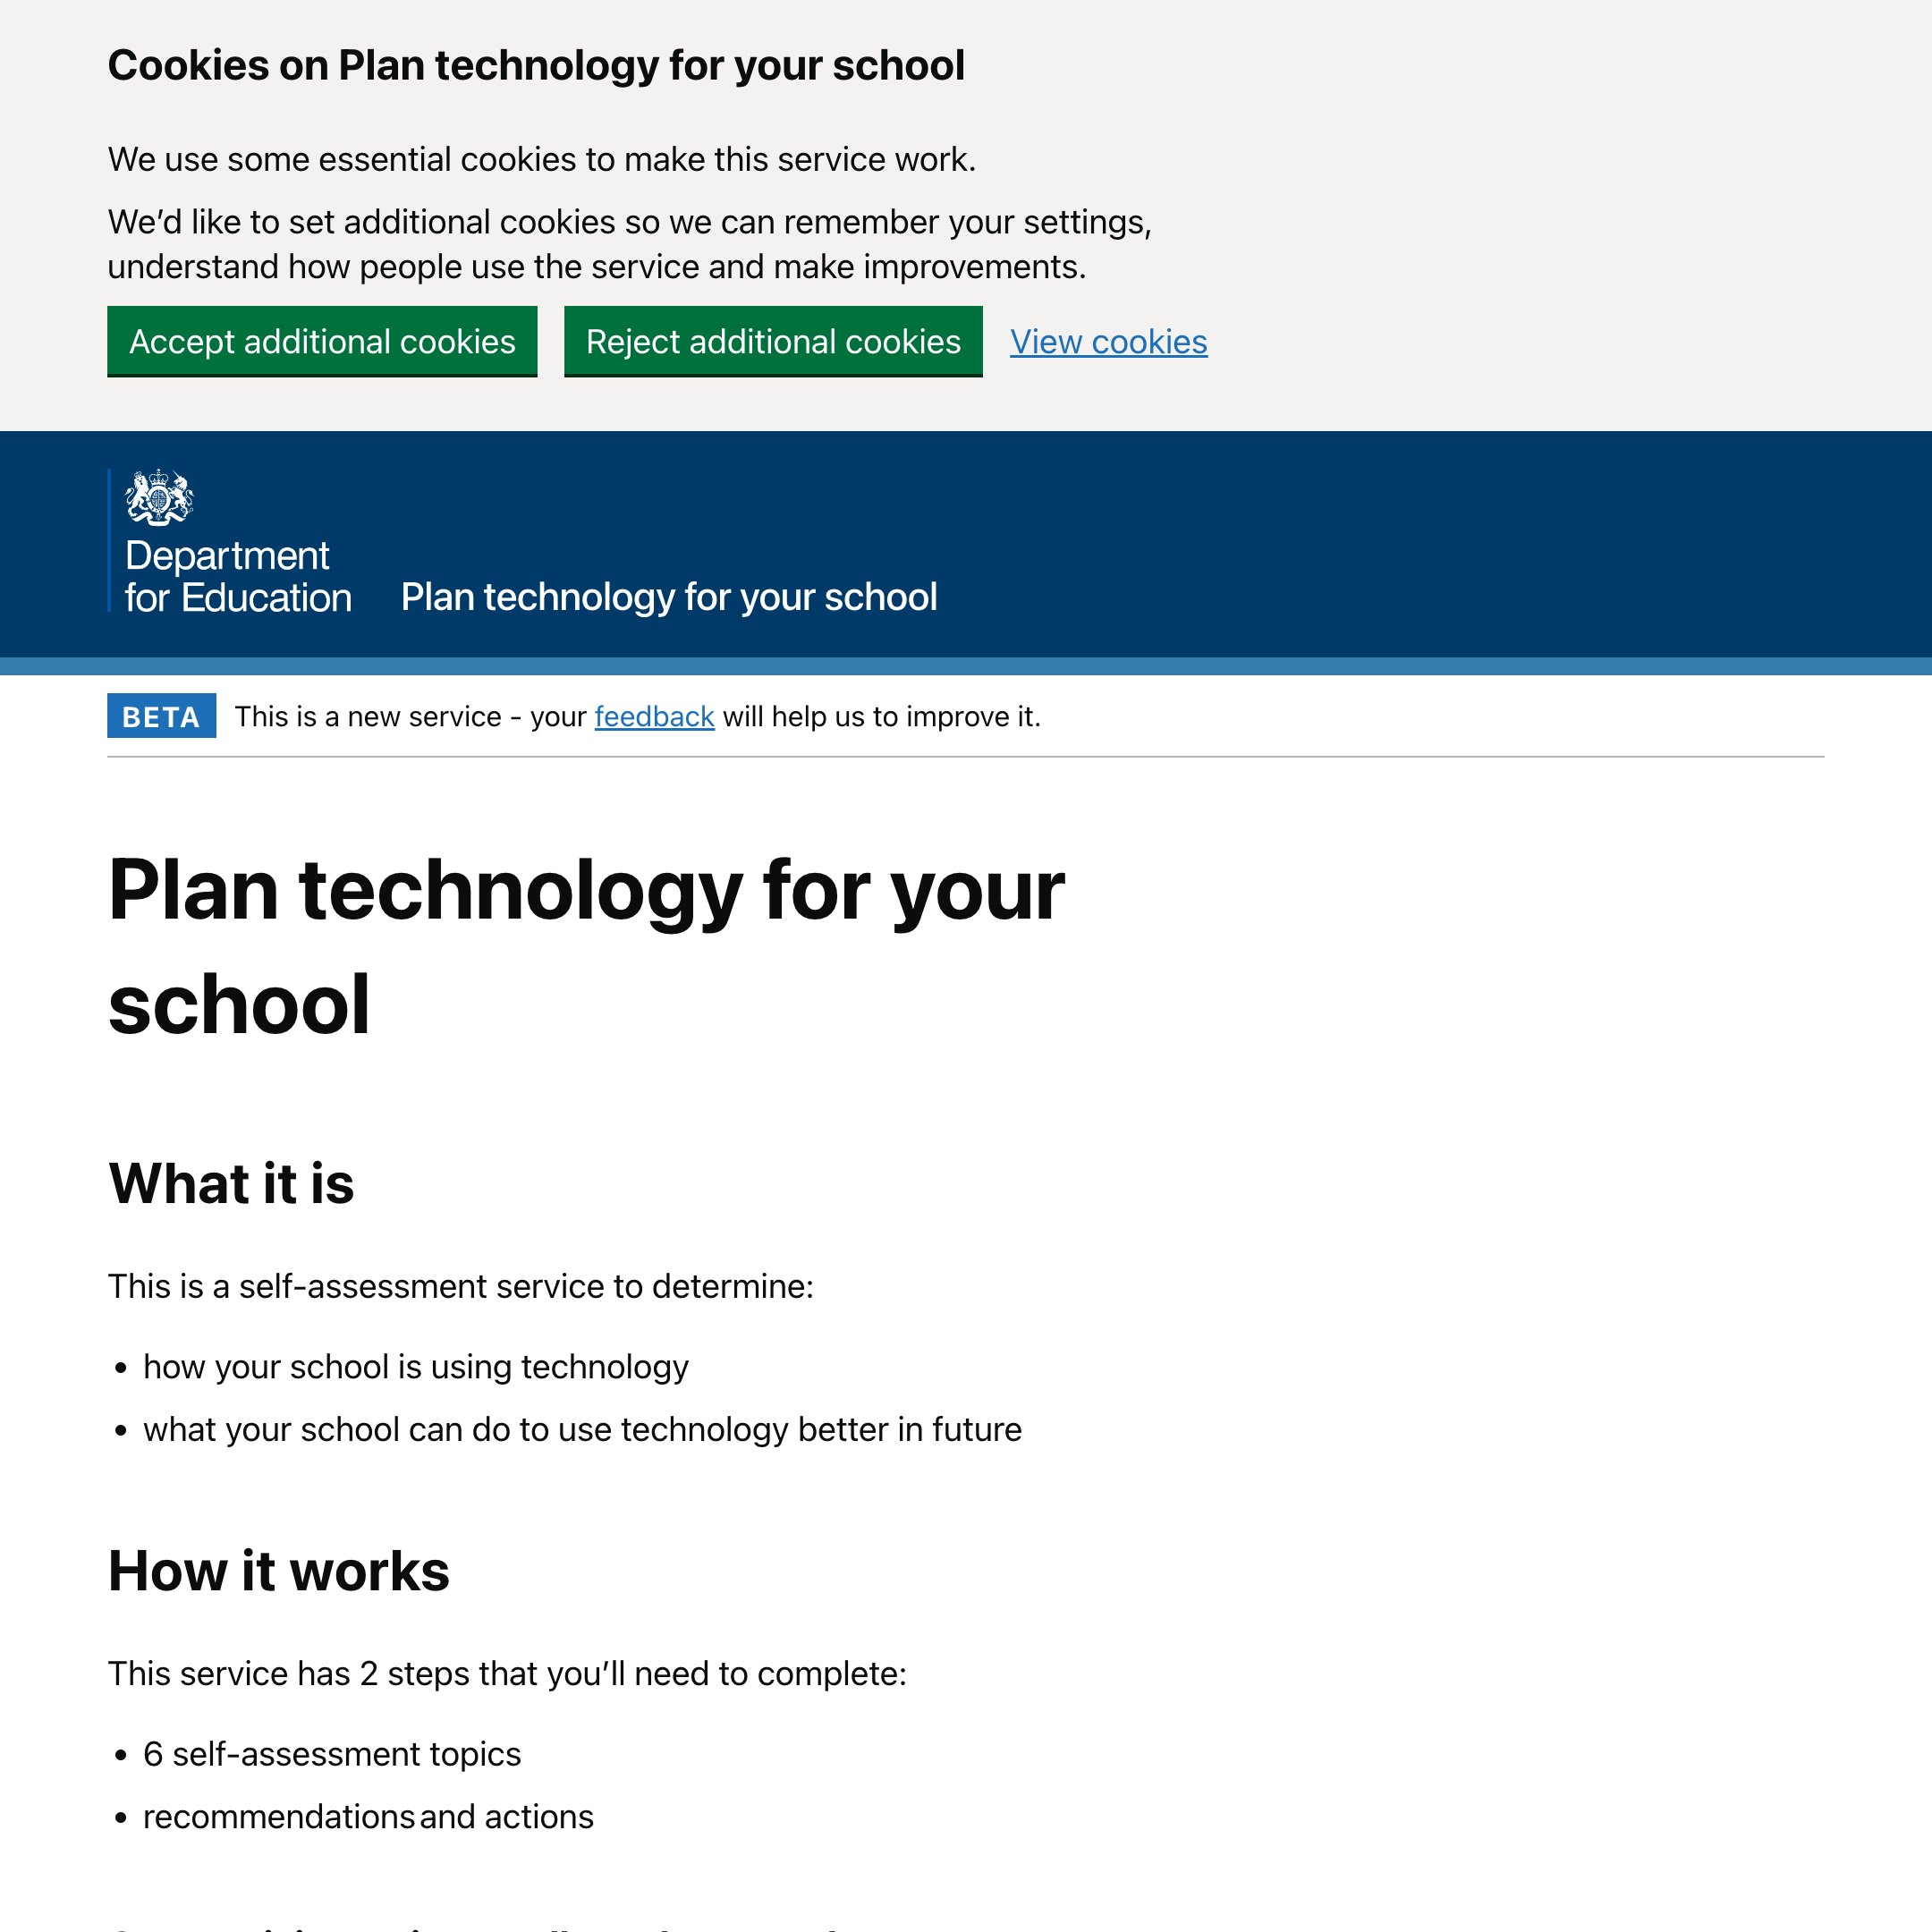 Cookies on Plan technology for your school
We use some essential cookies to make this service work.
We’d like to set additional cookies so we can remember your settings,
understand how people use the service and make improvements.
Accept additional cookies Reject additional cookies View cookies
Department
for Education Plan technology for your school
BETA This is a new service - your feedback will help us to improve it.
Plan technology for your
school
What it is
This is a self-assessment service to determine:
• how your school is using technology
• what your school can do to use technology better in future
How it works
This service has 2 steps that you’ll need to complete:
• 6 self-assessment topics
• recommendations and actions